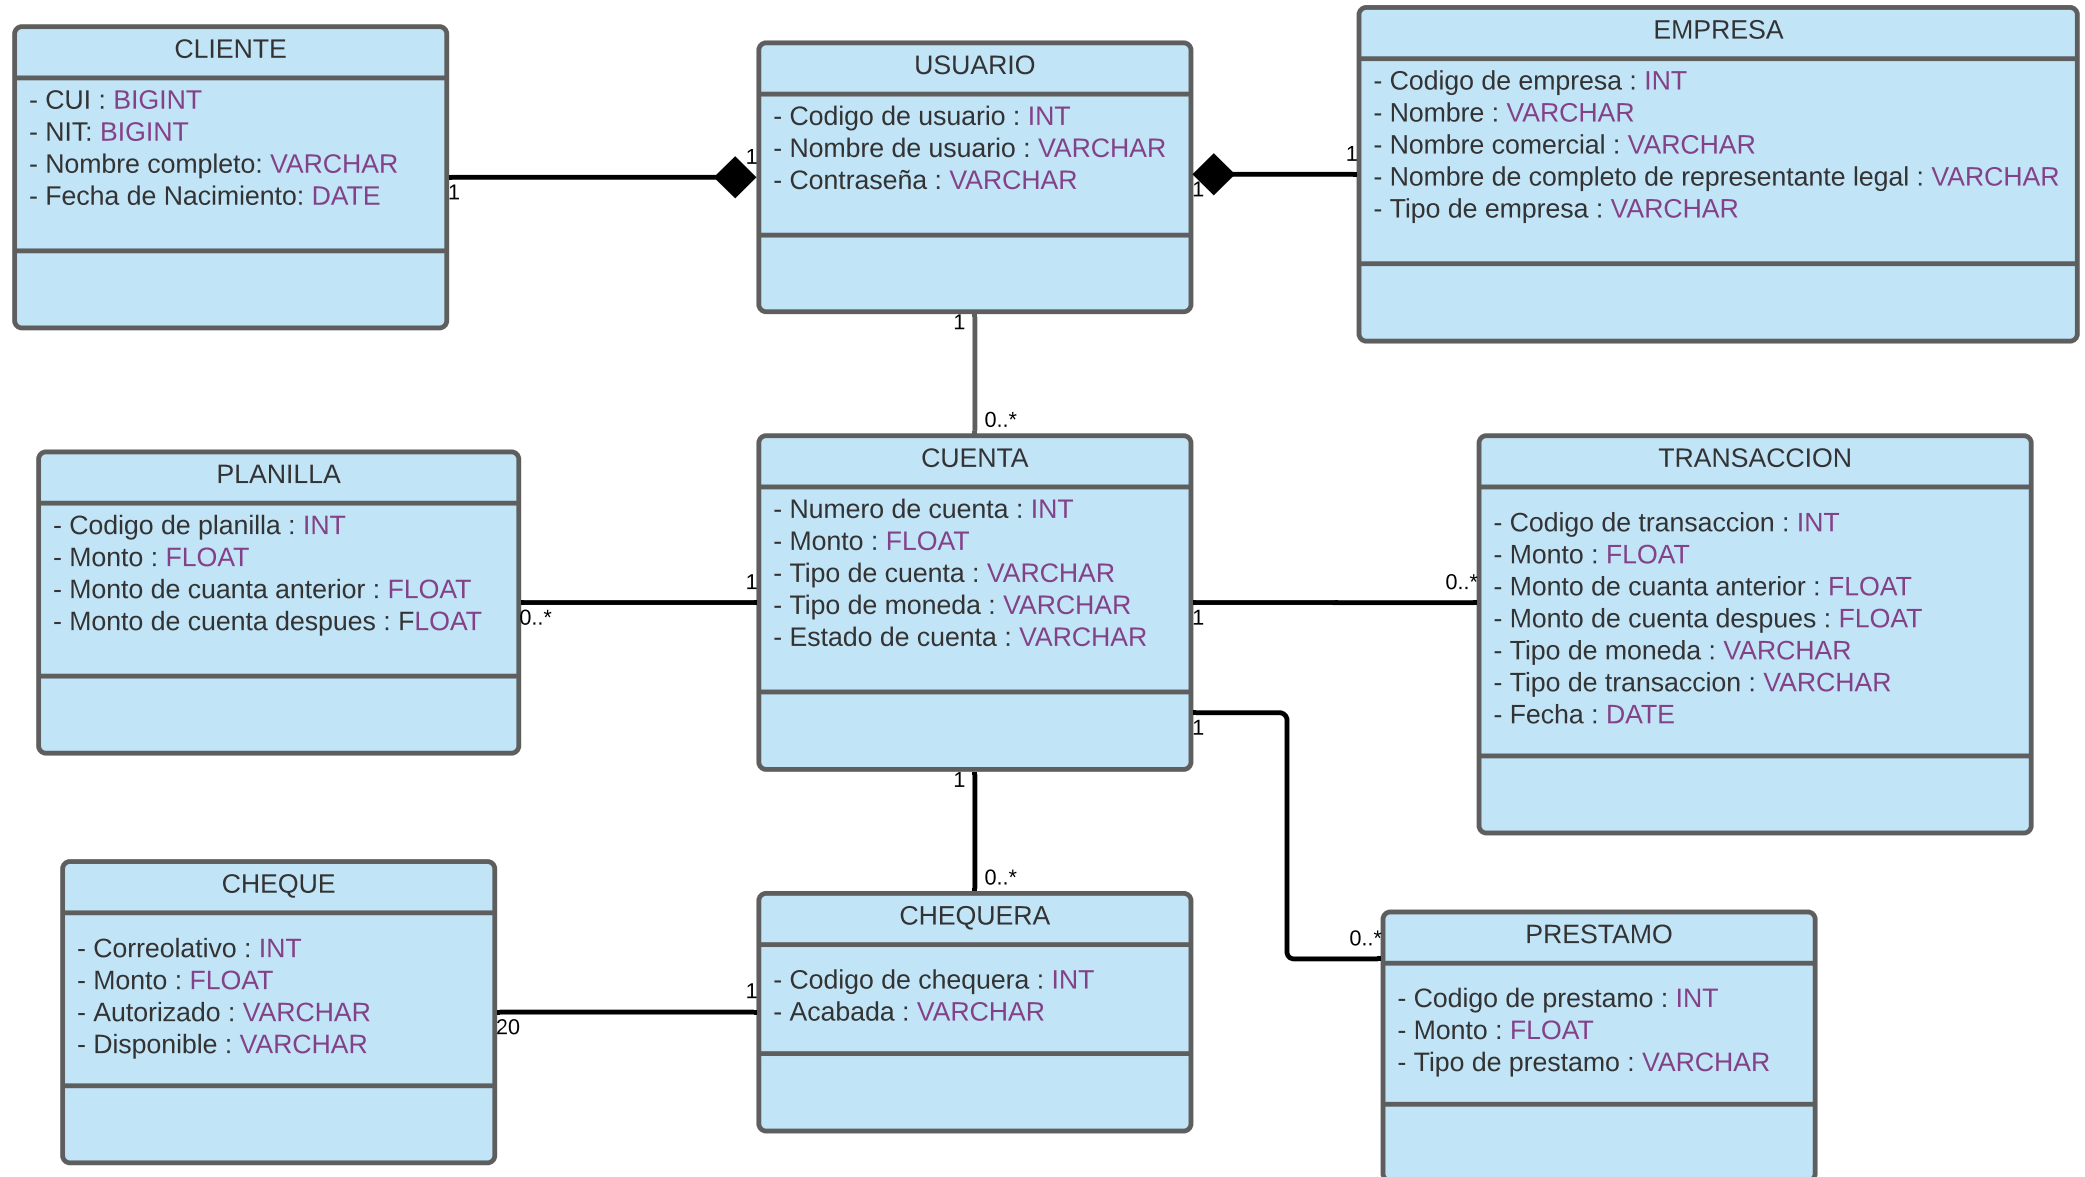 CLIENTE
- CUI : BIGINT
- NIT: BIGINT
- Nombre completo: VARCHAR
- Fecha de Nacimiento: DATE
1
1
USUARIO
- Codigo de usuario : INT
- Nombre de usuario : VARCHAR
- Contraseña : VARCHAR
1
1
EMPRESA
- Codigo de empresa : INT
- Nombre : VARCHAR
- Nombre comercial : VARCHAR
- Nombre de completo de representante legal : VARCHAR
- Tipo de empresa : VARCHAR
1
0..*
PLANILLA
- Codigo de planilla : INT
- Monto : FLOAT
- Monto de cuanta anterior : FLOAT
- Monto de cuenta despues : FLOAT
0..*
1
CUENTA
- Numero de cuenta : INT
- Monto : FLOAT
- Tipo de cuenta : VARCHAR
- Tipo de moneda : VARCHAR
- Estado de cuenta : VARCHAR
1
0..*
TRANSACCION
- Codigo de transaccion : INT
- Monto : FLOAT
- Monto de cuanta anterior : FLOAT
- Monto de cuenta despues : FLOAT
- Tipo de moneda : VARCHAR
- Tipo de transaccion : VARCHAR
- Fecha : DATE
1
1
0..*
0..*
CHEQUE
- Correolativo : INT
- Monto : FLOAT
- Autorizado : VARCHAR
- Disponible : VARCHAR
20
1
CHEQUERA
- Codigo de chequera : INT
- Acabada : VARCHAR
PRESTAMO
- Codigo de prestamo : INT
- Monto : FLOAT
- Tipo de prestamo : VARCHAR